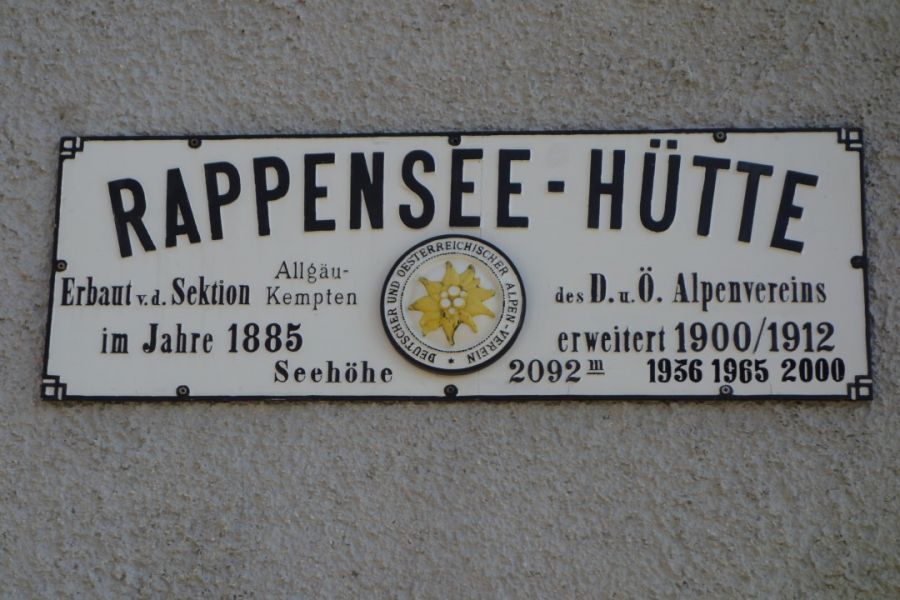 RAPPENSEE-HÜTTE
Erbaut v. d. Sektion Allgäu-Kempten des D. u. Ö. Alpenvereins
im Jahre 1885 erweitert 1900/1912
Seehöhe 2092 m 1936 1965 2000
DEUTSCHER UND OESTERREICHISCHER ALPEN-VEREIN *